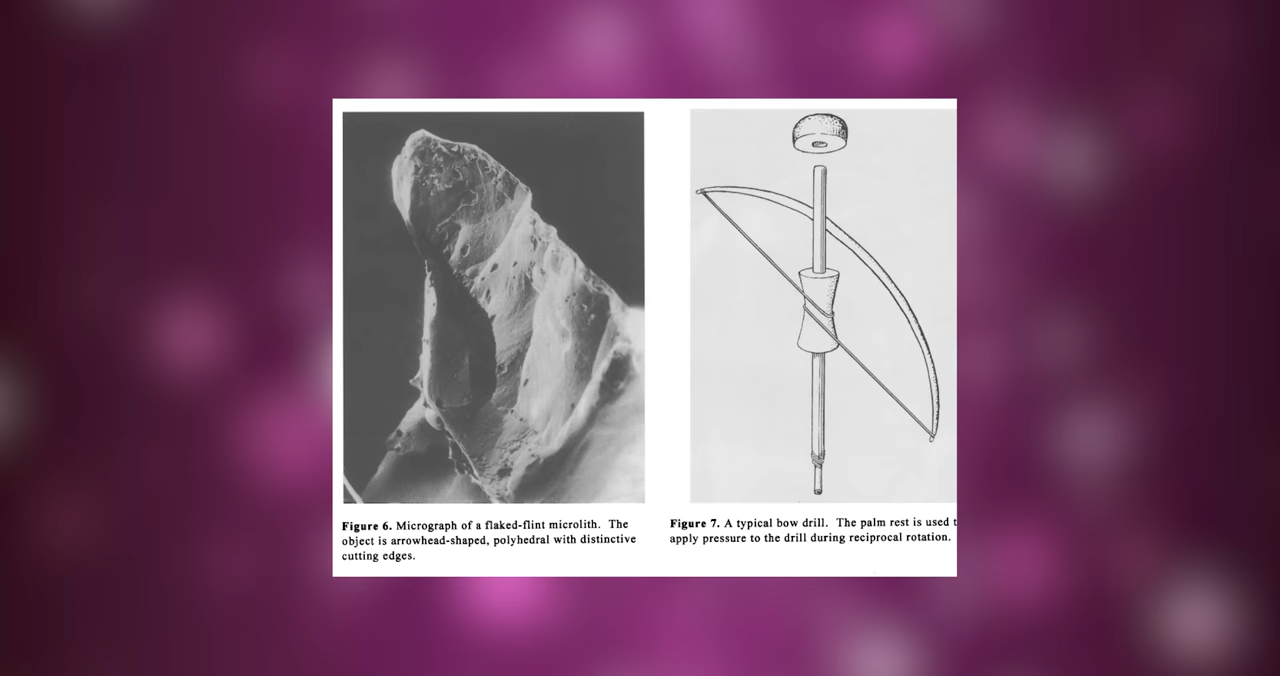 Figure 6. Micrograph of a flaked-flint microlith. The
object is arrowhead-shaped, polyhedral with distinctive
cutting edges.
Figure 7. A typical bow drill. The palm rest is used
apply pressure to the drill during reciprocal rotation.